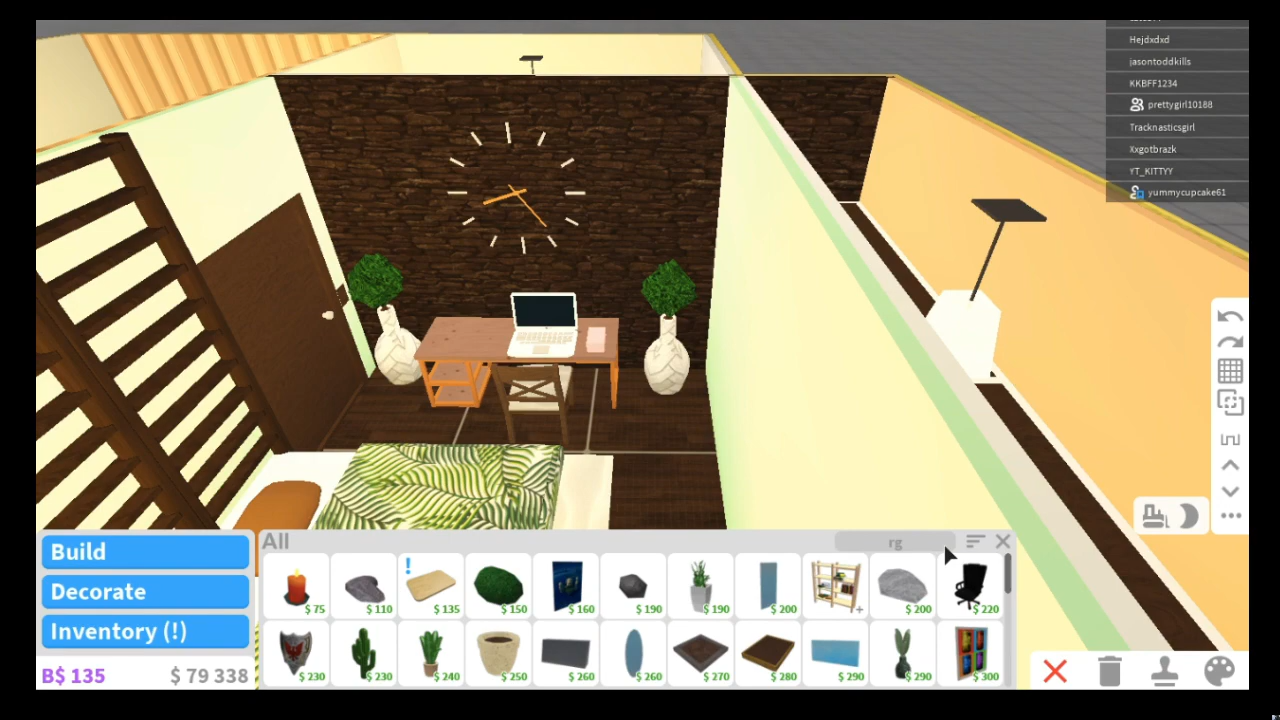 Hejdxdxd
jasontoddkills
KKBFF1234
prettygirl10188
Tracknasticsgirl
Xxgotbrazk
YT_KITTYY
yummycupcake61
Build
Decorate
Inventory (!)
B$ 135
$ 79 338
All
rg
!
$ 75
$ 110
$ 135
$ 150
$ 160
$ 190
$ 190
$ 200
+
$ 200
$ 220
$ 230
$ 230
$ 240
$ 250
$ 260
$ 260
$ 270
$ 280
$ 290
$ 290
$ 300